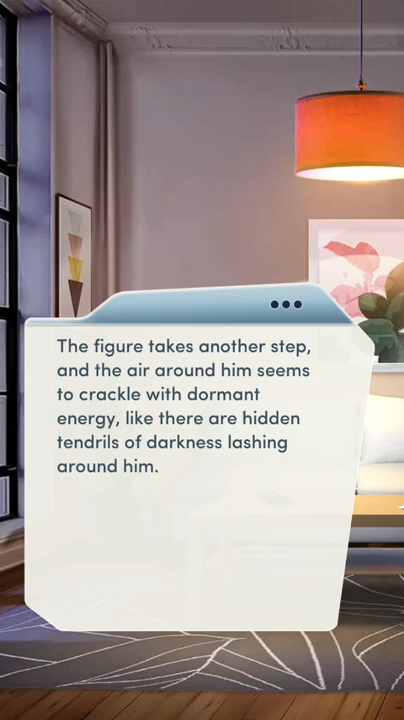 The figure takes another step,
and the air around him seems
to crackle with dormant
energy, like there are hidden
tendrils of darkness lashing
around him.